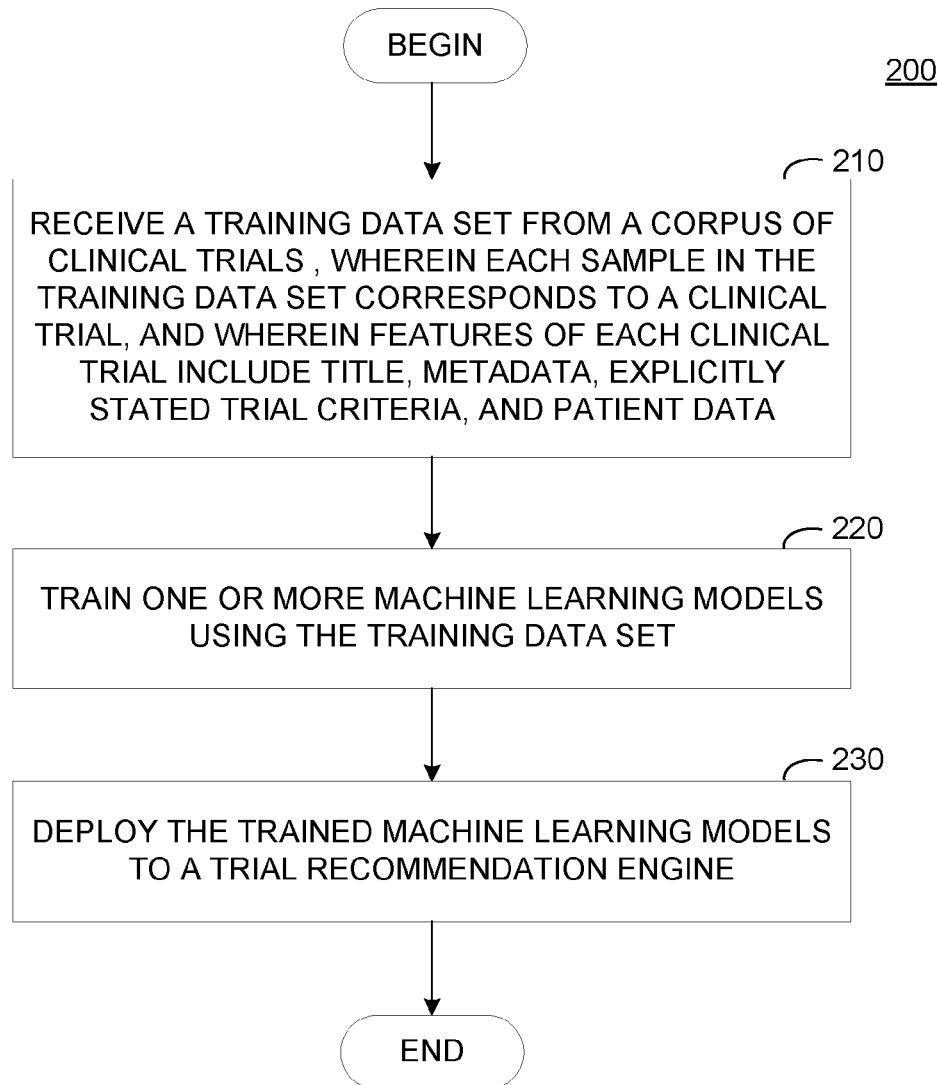 BEGIN
200
210
RECEIVE A TRAINING DATA SET FROM A CORPUS OF
CLINICAL TRIALS , WHEREIN EACH SAMPLE IN THE
TRAINING DATA SET CORRESPONDS TO A CLINICAL
TRIAL, AND WHEREIN FEATURES OF EACH CLINICAL
TRIAL INCLUDE TITLE, METADATA, EXPLICITLY
STATED TRIAL CRITERIA, AND PATIENT DATA
220
TRAIN ONE OR MORE MACHINE LEARNING MODELS
USING THE TRAINING DATA SET
230
DEPLOY THE TRAINED MACHINE LEARNING MODELS
TO A TRIAL RECOMMENDATION ENGINE
END